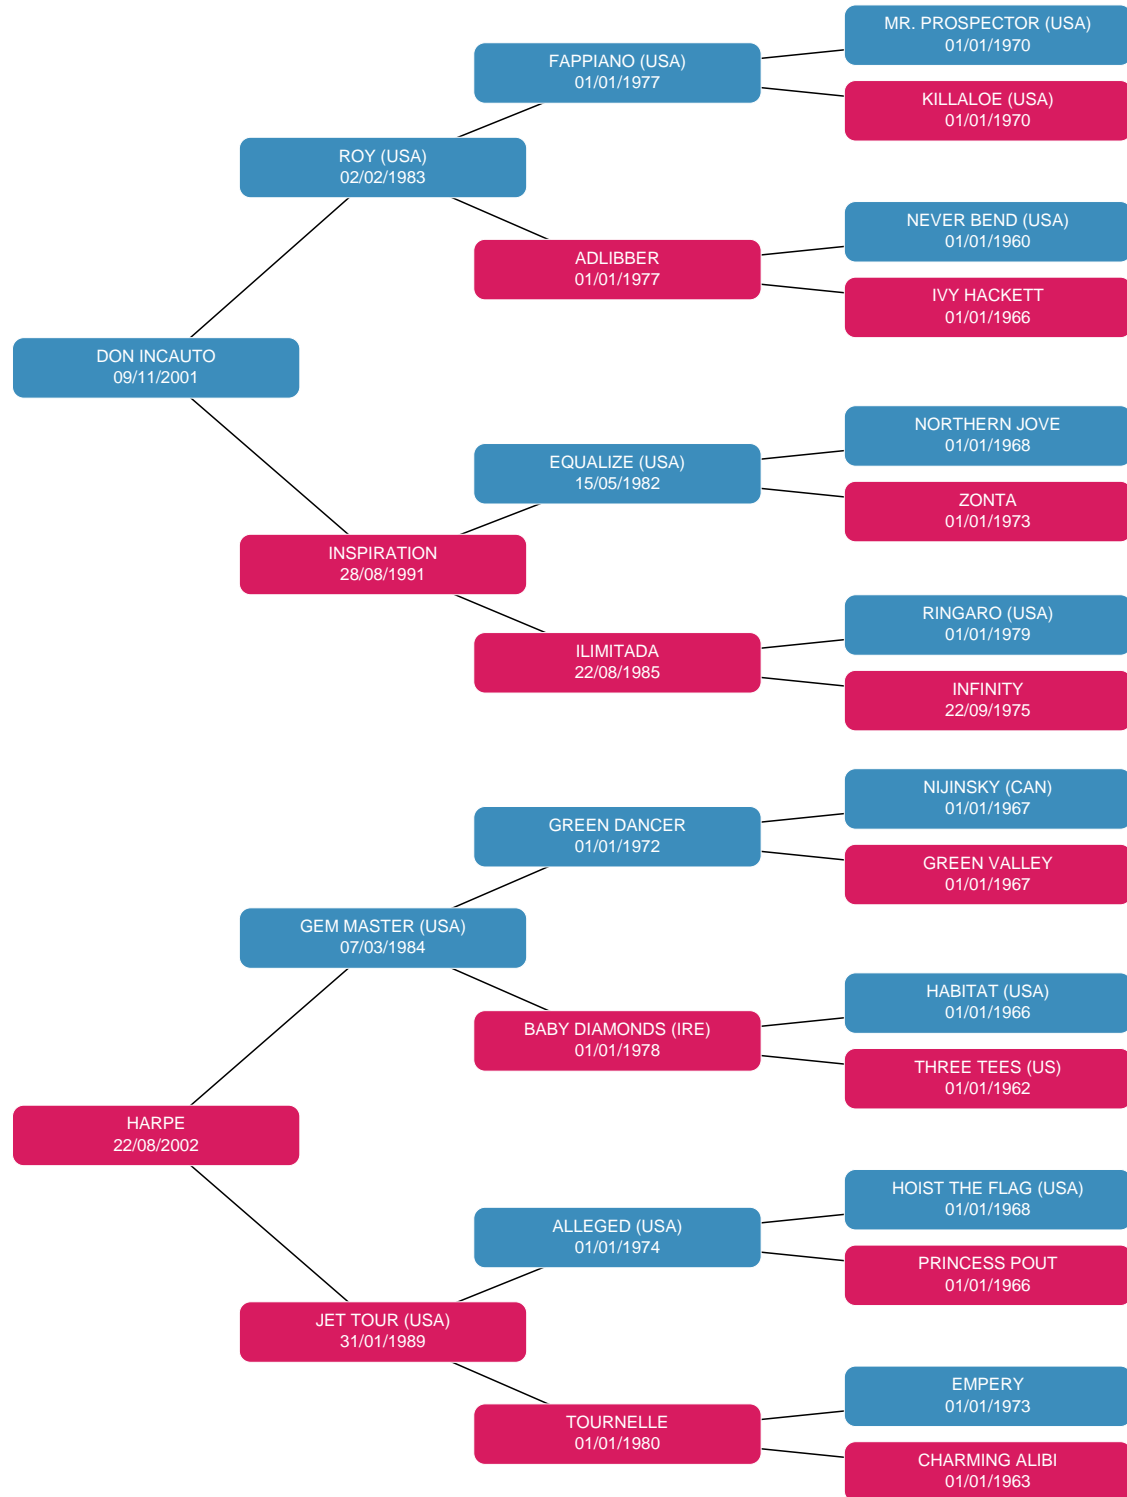 MR. PROSPECTOR (USA)
01/01/1970
FAPPIANO (USA)
01/01/1977
KILLALOE (USA)
01/01/1970
ROY (USA)
02/02/1983
NEVER BEND (USA)
01/01/1960
ADLIBBER
01/01/1977
IVY HACKETT
01/01/1966
DON INCAUTO
09/11/2001
NORTHERN JOVE
01/01/1968
EQUALIZE (USA)
15/05/1982
ZONTA
01/01/1973
INSPIRATION
28/08/1991
RINGARO (USA)
01/01/1979
ILIMITADA
22/08/1985
INFINITY
22/09/1975
NIJINSKY (CAN)
01/01/1967
GREEN DANCER
01/01/1972
GREEN VALLEY
01/01/1967
GEM MASTER (USA)
07/03/1984
HABITAT (USA)
01/01/1966
BABY DIAMONDS (IRE)
01/01/1978
THREE TEES (US)
01/01/1962
HARPE
22/08/2002
HOIST THE FLAG (USA)
01/01/1968
ALLEGED (USA)
01/01/1974
PRINCESS POUT
01/01/1966
JET TOUR (USA)
31/01/1989
EMPERY
01/01/1973
TOURNELLE
01/01/1980
CHARMING ALIBI
01/01/1963